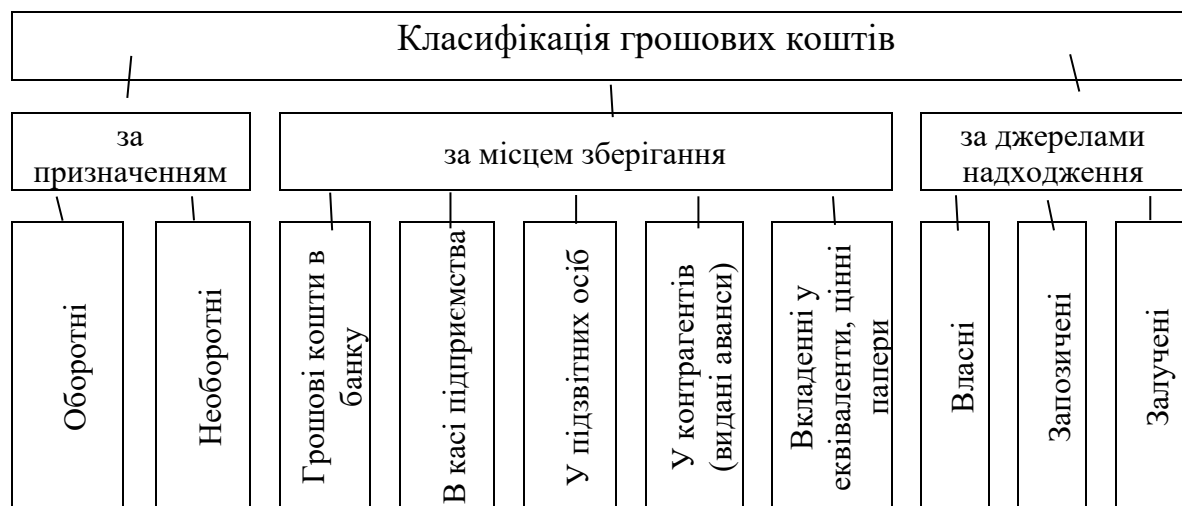 Класифікація грошових коштів
за
призначенням
за місцем зберігання
за джерелами
надходження
Оборотні
Необоротні
Грошові кошти в
банку
В касі підприємства
У підзвітних осіб
У контрагентів
(видані аванси)
Вкладенні у
еквіваленти, цінні
папери
Власні
Запозичені
Залучені